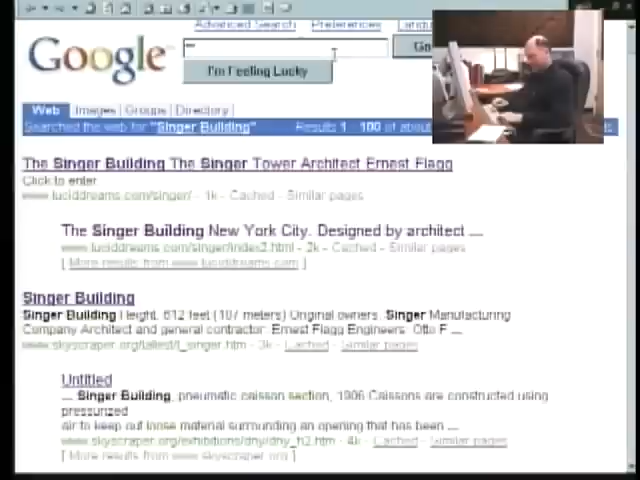 Advanced Search Preferences
Google
""
I'm Feeling Lucky
Web Images Groups Directory
Searched the web for "Singer Building" Results 1 100 of about
The Singer Building The Singer Tower Architect Ernest Flagg
Click to enter
www.luciddreams.com/singer/ - 1k - Cached - Similar pages
The Singer Building New York City. Designed by architect ...
www.luciddreams.com/singer/index2.html - 2k - Cached - Similar pages
[ More results from www.luciddreams.com ]
Singer Building
Singer Building Height. 612 feet (187 meters) Original owners. Singer Manufacturing
Company Architect and general contractor: Ernest Flagg Engineers: Otto F ...
www.skyscraper.org/tallest/t_singer.htm - 3k - Cached - Similar pages
Untitled
... Singer Building, pneumatic caisson section, 1906 Caissons are constructed using
pressurized
air to keep out loose material surrounding an opening that has been ...
www.skyscraper.org/exhibitions/dny/dny_h2.htm - 4k - Cached - Similar pages
[ More results from www.skyscraper.org ]